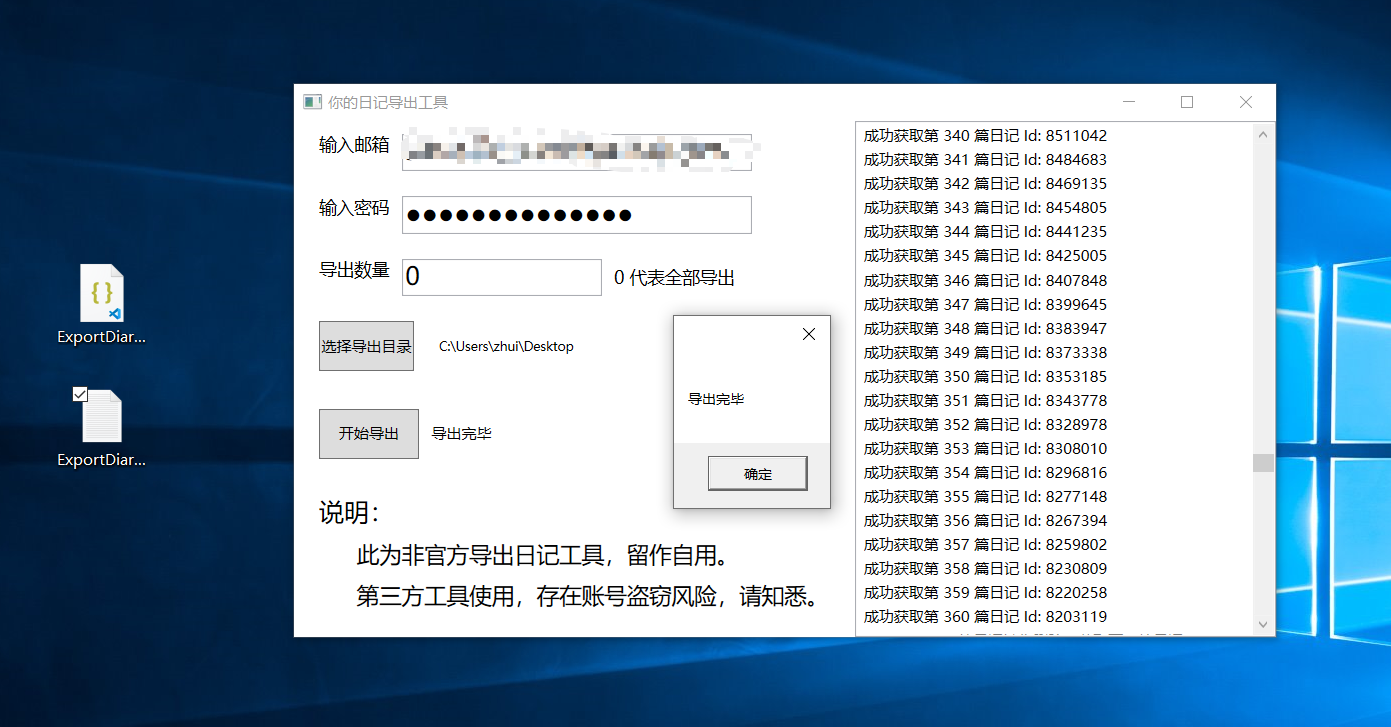 你的日记导出工具
输入邮箱
输入密码
导出数量 0 0 代表全部导出
选择导出目录 C:\Users\zhui\Desktop
开始导出 导出完毕
说明：
此为非官方导出日记工具，留作自用。
第三方工具使用，存在账号盗窃风险，请知悉。
导出完毕
确定
成功获取第 340 篇日记 Id: 8511042
成功获取第 341 篇日记 Id: 8484683
成功获取第 342 篇日记 Id: 8469135
成功获取第 343 篇日记 Id: 8454805
成功获取第 344 篇日记 Id: 8441235
成功获取第 345 篇日记 Id: 8425005
成功获取第 346 篇日记 Id: 8407848
成功获取第 347 篇日记 Id: 8399645
成功获取第 348 篇日记 Id: 8383947
成功获取第 349 篇日记 Id: 8373338
成功获取第 350 篇日记 Id: 8353185
成功获取第 351 篇日记 Id: 8343778
成功获取第 352 篇日记 Id: 8328978
成功获取第 353 篇日记 Id: 8308010
成功获取第 354 篇日记 Id: 8296816
成功获取第 355 篇日记 Id: 8277148
成功获取第 356 篇日记 Id: 8267394
成功获取第 357 篇日记 Id: 8259802
成功获取第 358 篇日记 Id: 8230809
成功获取第 359 篇日记 Id: 8220258
成功获取第 360 篇日记 Id: 8203119
ExportDiar...
ExportDiar...